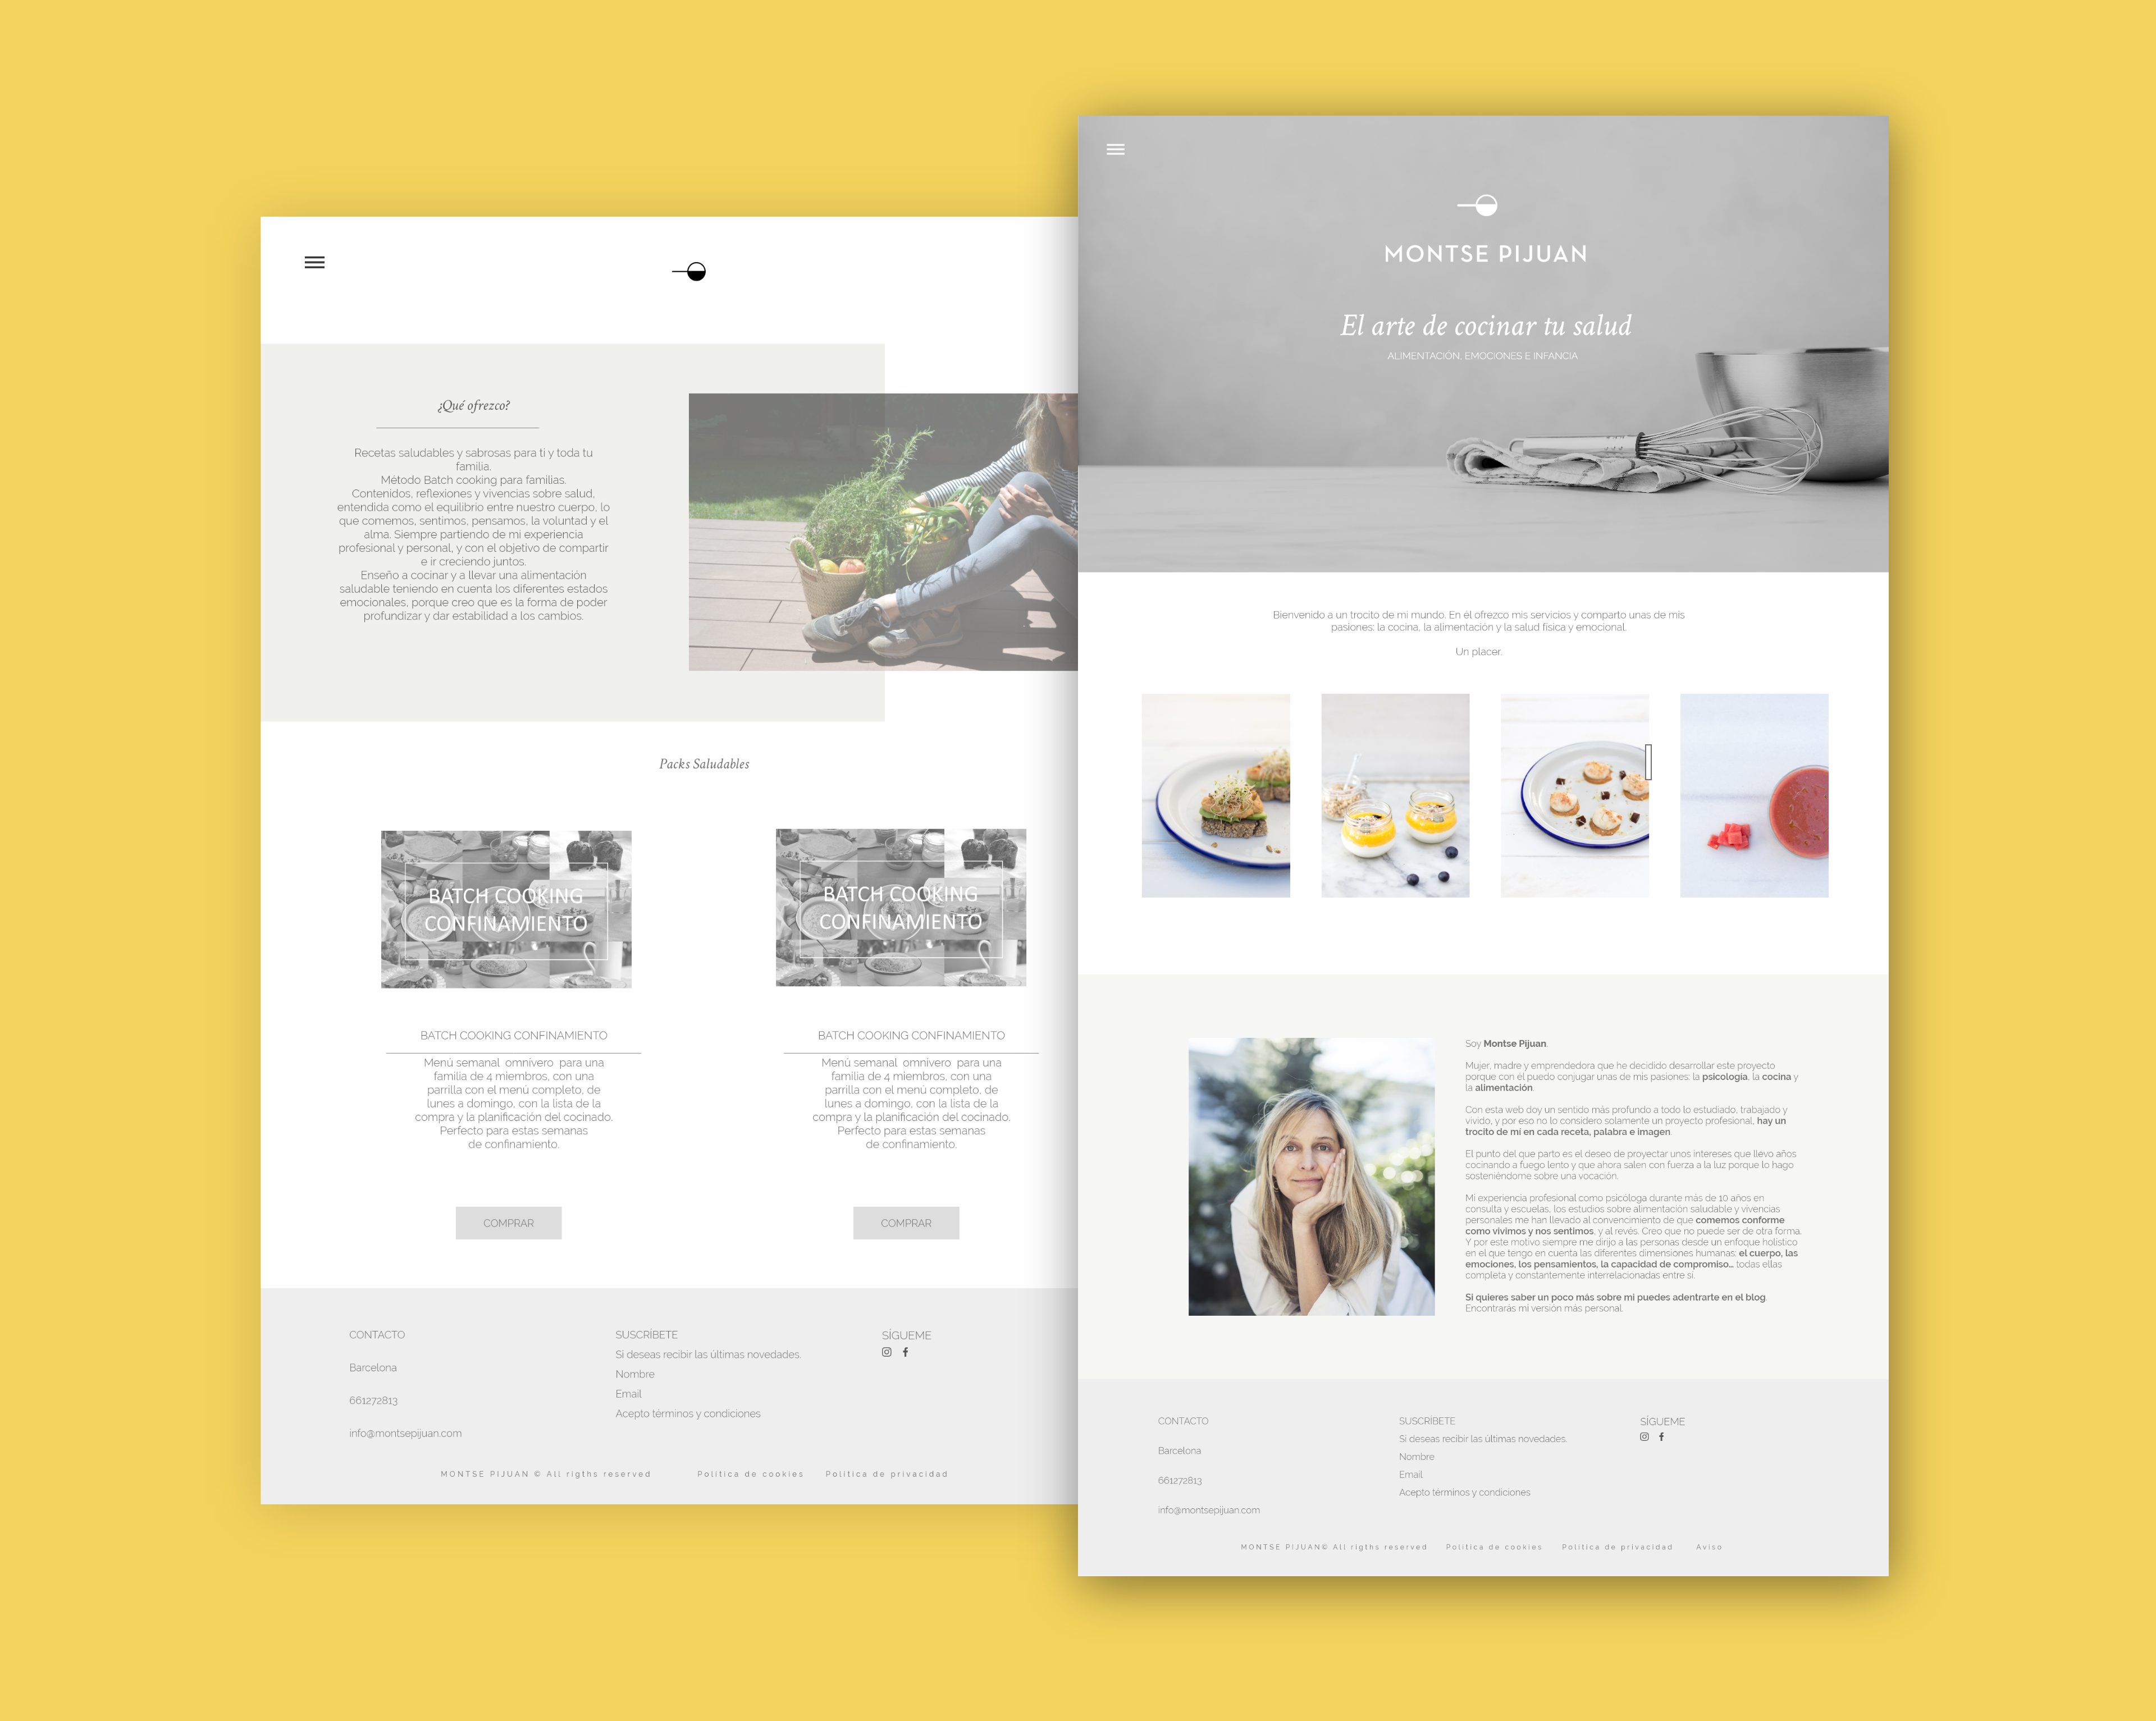 ¿Qué ofrezco?
Recetas saludables y sabrosas para ti y toda tu
familia.
Método Batch cooking para familias.
Contenidos, reflexiones y vivencias sobre salud,
entendida como el equilibrio entre nuestro cuerpo, lo
que comemos, sentimos, pensamos, la voluntad y el
alma. Siempre partiendo de mi experiencia
profesional y personal, y con el objetivo de compartir
e ir creciendo juntos.
Enseño a cocinar y a llevar una alimentación
saludable teniendo en cuenta los diferentes estados
emocionales, porque creo que es la forma de poder
profundizar y dar estabilidad a los cambios.
Packs Saludables
BATCH COOKING
CONFINAMIENTO
BATCH COOKING CONFINAMIENTO
Menú semanal omnívero para una
familia de 4 miembros, con una
parrilla con el menú completo, de
lunes a domingo, con la lista de la
compra y la planificación del cocinado.
Perfecto para estas semanas
de confinamiento.
COMPRAR
BATCH COOKING
CONFINAMIENTO
BATCH COOKING CONFINAMIENTO
Menú semanal omnívero para una
familia de 4 miembros, con una
parrilla con el menú completo, de
lunes a domingo, con la lista de la
compra y la planificación del cocinado.
Perfecto para estas semanas
de confinamiento.
COMPRAR
CONTACTO
Barcelona
661272813
info@montsepijuan.com
SUSCRÍBETE
Si deseas recibir las últimas novedades.
Nombre
Email
Acepto términos y condiciones
SÍGUEME
MONTSE PIJUAN © All rigths reserved Política de cookies Política de privacidad
MONTSE PIJUAN
El arte de cocinar tu salud
ALIMENTACIÓN, EMOCIONES E INFANCIA
Bienvenido a un trocito de mi mundo. En él ofrezco mis servicios y comparto unas de mis
pasiones: la cocina, la alimentación y la salud física y emocional.
Un placer.
Soy Montse Pijuan.
Mujer, madre y emprendedora que he decidido desarrollar este proyecto
porque con él puedo conjugar unas de mis pasiones: la psicología, la cocina y
la alimentación.
Con esta web doy un sentido más profundo a todo lo estudiado, trabajado y
vivido, y por eso no lo considero solamente un proyecto profesional, hay un
trocito de mí en cada receta, palabra e imagen.
El punto del que parto es el deseo de proyectar unos intereses que llevo años
cocinando a fuego lento y que ahora salen con fuerza a la luz porque lo hago
sosteniéndome sobre una vocación.
Mi experiencia profesional como psicóloga durante más de 10 años en
consulta y escuelas, los estudios sobre alimentación saludable y vivencias
personales me han llevado al convencimiento de que comemos conforme
como vivimos y nos sentimos, y al revés. Creo que no puede ser de otra forma.
Y por este motivo siempre me dirijo a las personas desde un enfoque holístico
en el que tengo en cuenta las diferentes dimensiones humanas: el cuerpo, las
emociones, los pensamientos, la capacidad de compromiso... todas ellas
completa y constantemente interrelacionadas entre sí.
Si quieres saber un poco más sobre mi puedes adentrarte en el blog.
Encontrarás mi versión más personal.
CONTACTO
Barcelona
661272813
info@montsepijuan.com
SUSCRÍBETE
Si deseas recibir las últimas novedades.
Nombre
Email
Acepto términos y condiciones
SÍGUEME
MONTSE PIJUAN© All rigths reserved Política de cookies Política de privacidad Aviso